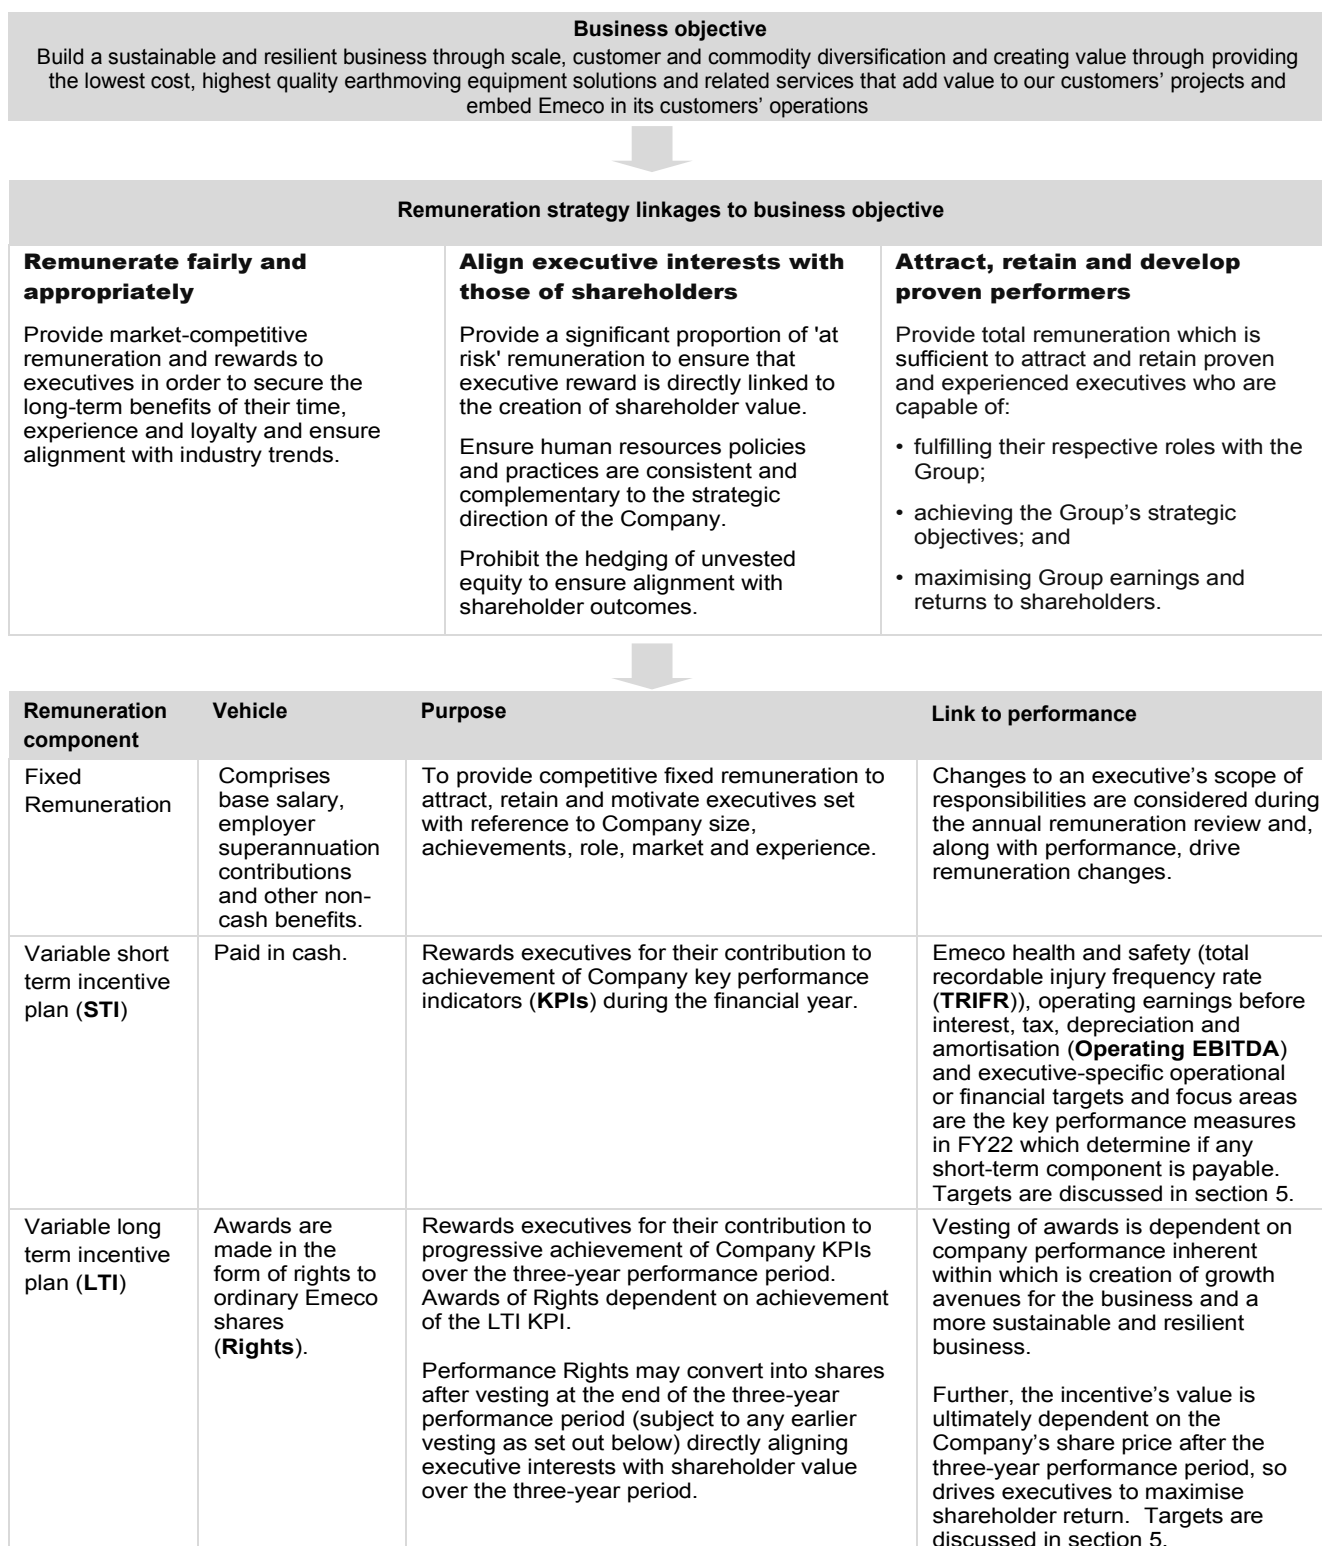 Business objective
Build a sustainable and resilient business through scale, customer and commodity diversification and creating value through providing
the lowest cost, highest quality earthmoving equipment solutions and related services that add value to our customers’ projects and
embed Emeco in its customers’ operations
Remuneration strategy linkages to business objective
Remunerate fairly and
appropriately
Provide market-competitive
remuneration and rewards to
executives in order to secure the
long-term benefits of their time,
experience and loyalty and ensure
alignment with industry trends.
Align executive interests with
those of shareholders
Provide a significant proportion of 'at
risk' remuneration to ensure that
executive reward is directly linked to
the creation of shareholder value.
Ensure human resources policies
and practices are consistent and
complementary to the strategic
direction of the Company.
Prohibit the hedging of unvested
equity to ensure alignment with
shareholder outcomes.
Attract, retain and develop
proven performers
Provide total remuneration which is
sufficient to attract and retain proven
and experienced executives who are
capable of:
• fulfilling their respective roles with the
Group;
• achieving the Group’s strategic
objectives; and
• maximising Group earnings and
returns to shareholders.
Remuneration
component
Vehicle
Purpose
Link to performance
Fixed
Remuneration
Comprises
base salary,
employer
superannuation
contributions
and other non-
cash benefits.
To provide competitive fixed remuneration to
attract, retain and motivate executives set
with reference to Company size,
achievements, role, market and experience.
Changes to an executive’s scope of
responsibilities are considered during
the annual remuneration review and,
along with performance, drive
remuneration changes.
Variable short
term incentive
plan (STI)
Paid in cash.
Rewards executives for their contribution to
achievement of Company key performance
indicators (KPIs) during the financial year.
Emeco health and safety (total
recordable injury frequency rate
(TRIFR)), operating earnings before
interest, tax, depreciation and
amortisation (Operating EBITDA)
and executive-specific operational
or financial targets and focus areas
are the key performance measures
in FY22 which determine if any
short-term component is payable.
Targets are discussed in section 5.
Variable long
term incentive
plan (LTI)
Awards are
made in the
form of rights to
ordinary Emeco
shares
(Rights).
Rewards executives for their contribution to
progressive achievement of Company KPIs
over the three-year performance period.
Awards of Rights dependent on achievement
of the LTI KPI.
Performance Rights may convert into shares
after vesting at the end of the three-year
performance period (subject to any earlier
vesting as set out below) directly aligning
executive interests with shareholder value
over the three-year period.
Vesting of awards is dependent on
company performance inherent
within which is creation of growth
avenues for the business and a
more sustainable and resilient
business.
Further, the incentive’s value is
ultimately dependent on the
Company’s share price after the
three-year performance period, so
drives executives to maximise
shareholder return. Targets are
discussed in section 5.